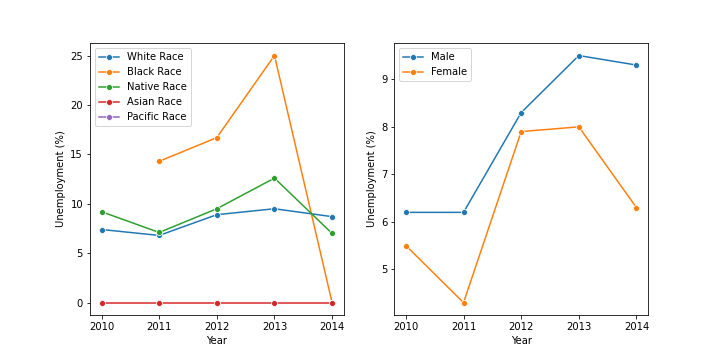 White Race
Black Race
Native Race
Asian Race
Pacific Race
25
20
15
10
5
0
Unemployment (%)
2010 2011 2012 2013 2014
Year
Male
Female
9
8
7
6
5
Unemployment (%)
2010 2011 2012 2013 2014
Year